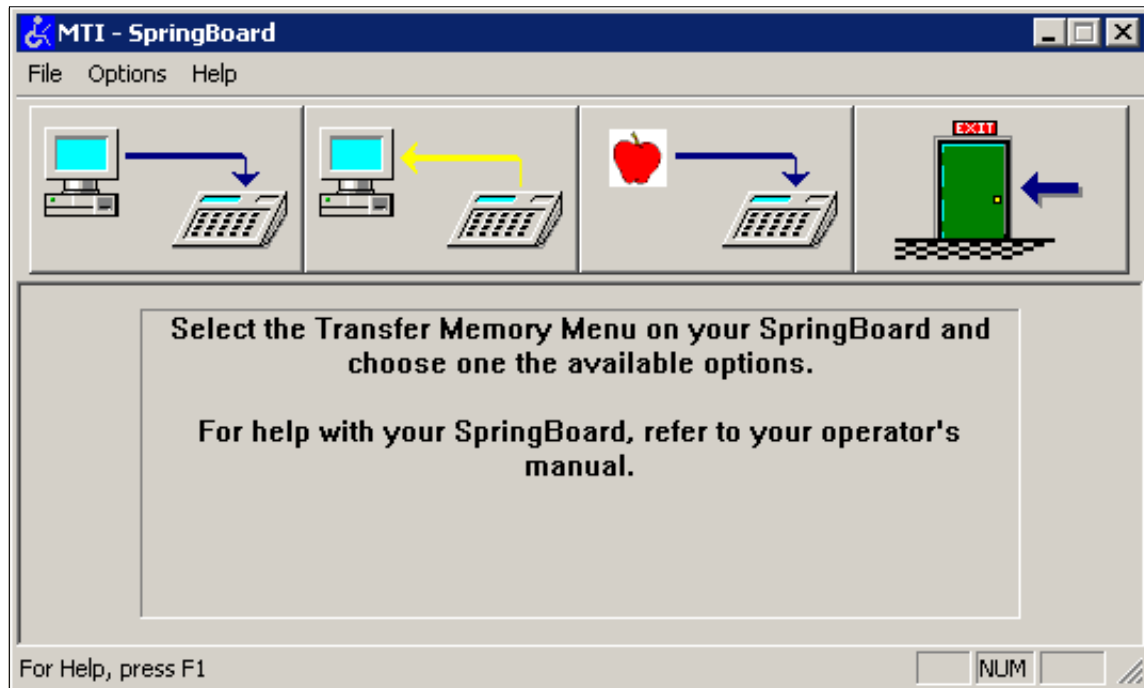 MTI - SpringBoard
File Options Help
EXIT
Select the Transfer Memory Menu on your SpringBoard and
choose one the available options.
For help with your SpringBoard, refer to your operator's
manual.
For Help, press F1
NUM